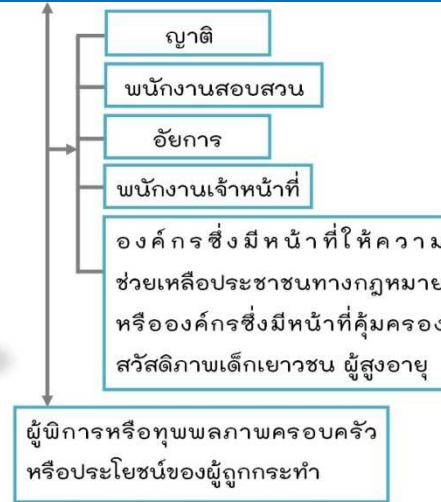 ญาติ
พนักงานสอบสวน
อัยการ
พนักงานเจ้าหน้าที่
องค์กรซึ่งมีหน้าที่ให้ความ
ช่วยเหลือประชาชนทางกฎหมาย
หรือองค์กรซึ่งมีหน้าที่คุ้มครอง
สวัสดิภาพเด็กเยาวชน ผู้สูงอายุ
ผู้พิการหรือทุพพลภาพครอบครัว
หรือประโยชน์ของผู้ถูกกระทำ